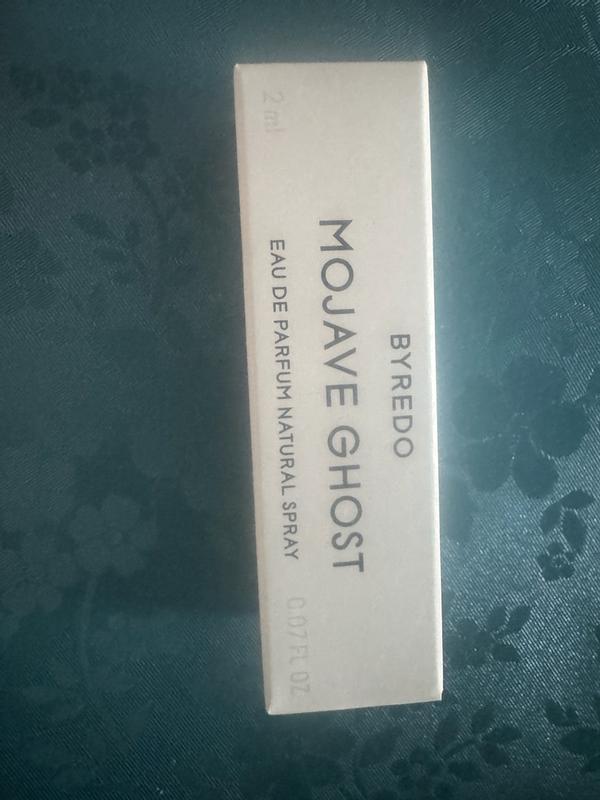 BYREDO
MOJAVE GHOST
EAU DE PARFUM NATURAL SPRAY
2 ml
0.07 FL OZ